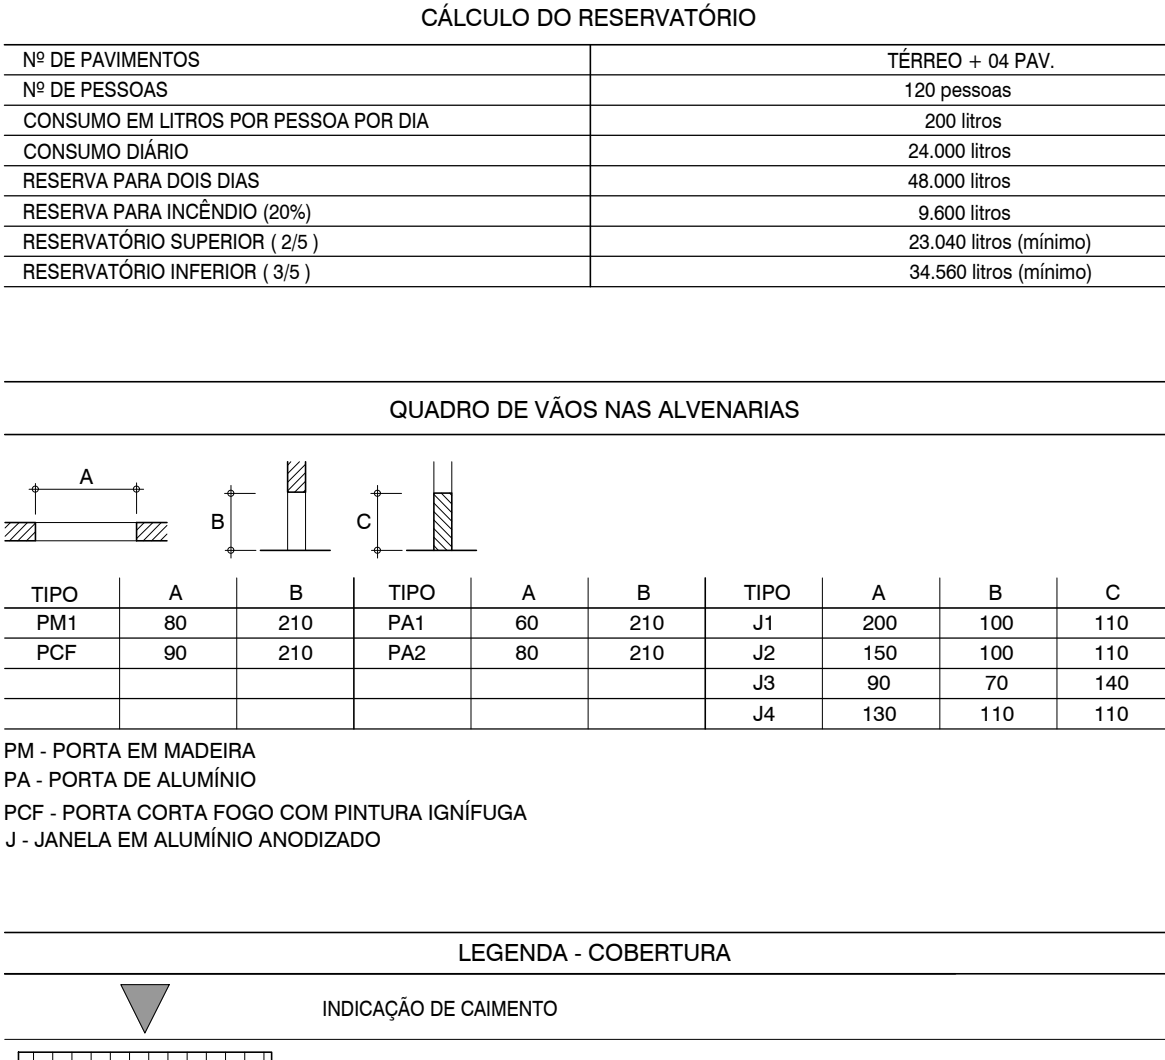 CÁLCULO DO RESERVATÓRIO
Nº DE PAVIMENTOS TÉRREO + 04 PAV.
Nº DE PESSOAS 120 pessoas
CONSUMO EM LITROS POR PESSOA POR DIA 200 litros
CONSUMO DIÁRIO 24.000 litros
RESERVA PARA DOIS DIAS 48.000 litros
RESERVA PARA INCÊNDIO (20%) 9.600 litros
RESERVATÓRIO SUPERIOR ( 2/5 ) 23.040 litros (mínimo)
RESERVATÓRIO INFERIOR ( 3/5 ) 34.560 litros (mínimo)
QUADRO DE VÃOS NAS ALVENARIAS
A
B C
TIPO A B TIPO A B TIPO A B C
PM1 80 210 PA1 60 210 J1 200 100 110
PCF 90 210 PA2 80 210 J2 150 100 110
J3 90 70 140
J4 130 110 110
PM - PORTA EM MADEIRA
PA - PORTA DE ALUMÍNIO
PCF - PORTA CORTA FOGO COM PINTURA IGNÍFUGA
J - JANELA EM ALUMÍNIO ANODIZADO
LEGENDA - COBERTURA
INDICAÇÃO DE CAIMENTO